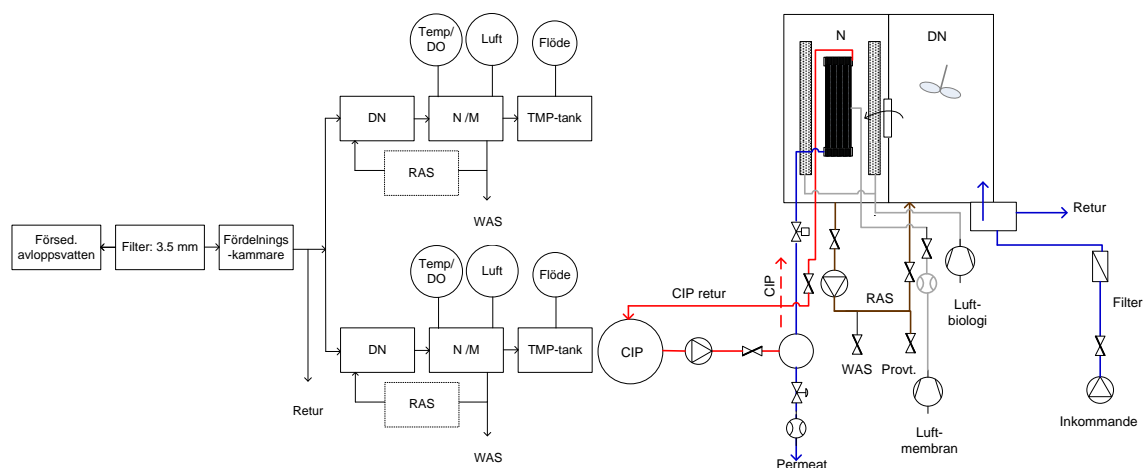 Temp/
DO
Luft
Flöde
DN
N /M
TMP-tank
RAS
WAS
Försed.
avloppsvatten
Filter: 3.5 mm
Fördelnings
-kammare
Temp/
DO
Luft
Flöde
DN
N /M
TMP-tank
RAS
WAS
Retur
N
DN
Retur
CIP
CIP retur
RAS
Luft-
biologi
Filter
CIP
WAS
Provt.
Luft-
membran
Inkommande
Permeat